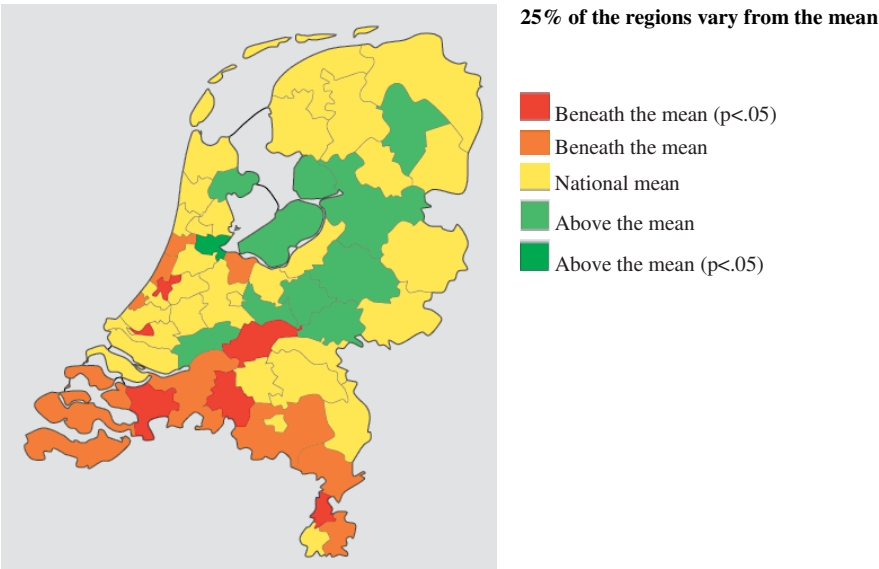 25% of the regions vary from the mean
Beneath the mean (p<.05)
Beneath the mean
National mean
Above the mean
Above the mean (p<.05)